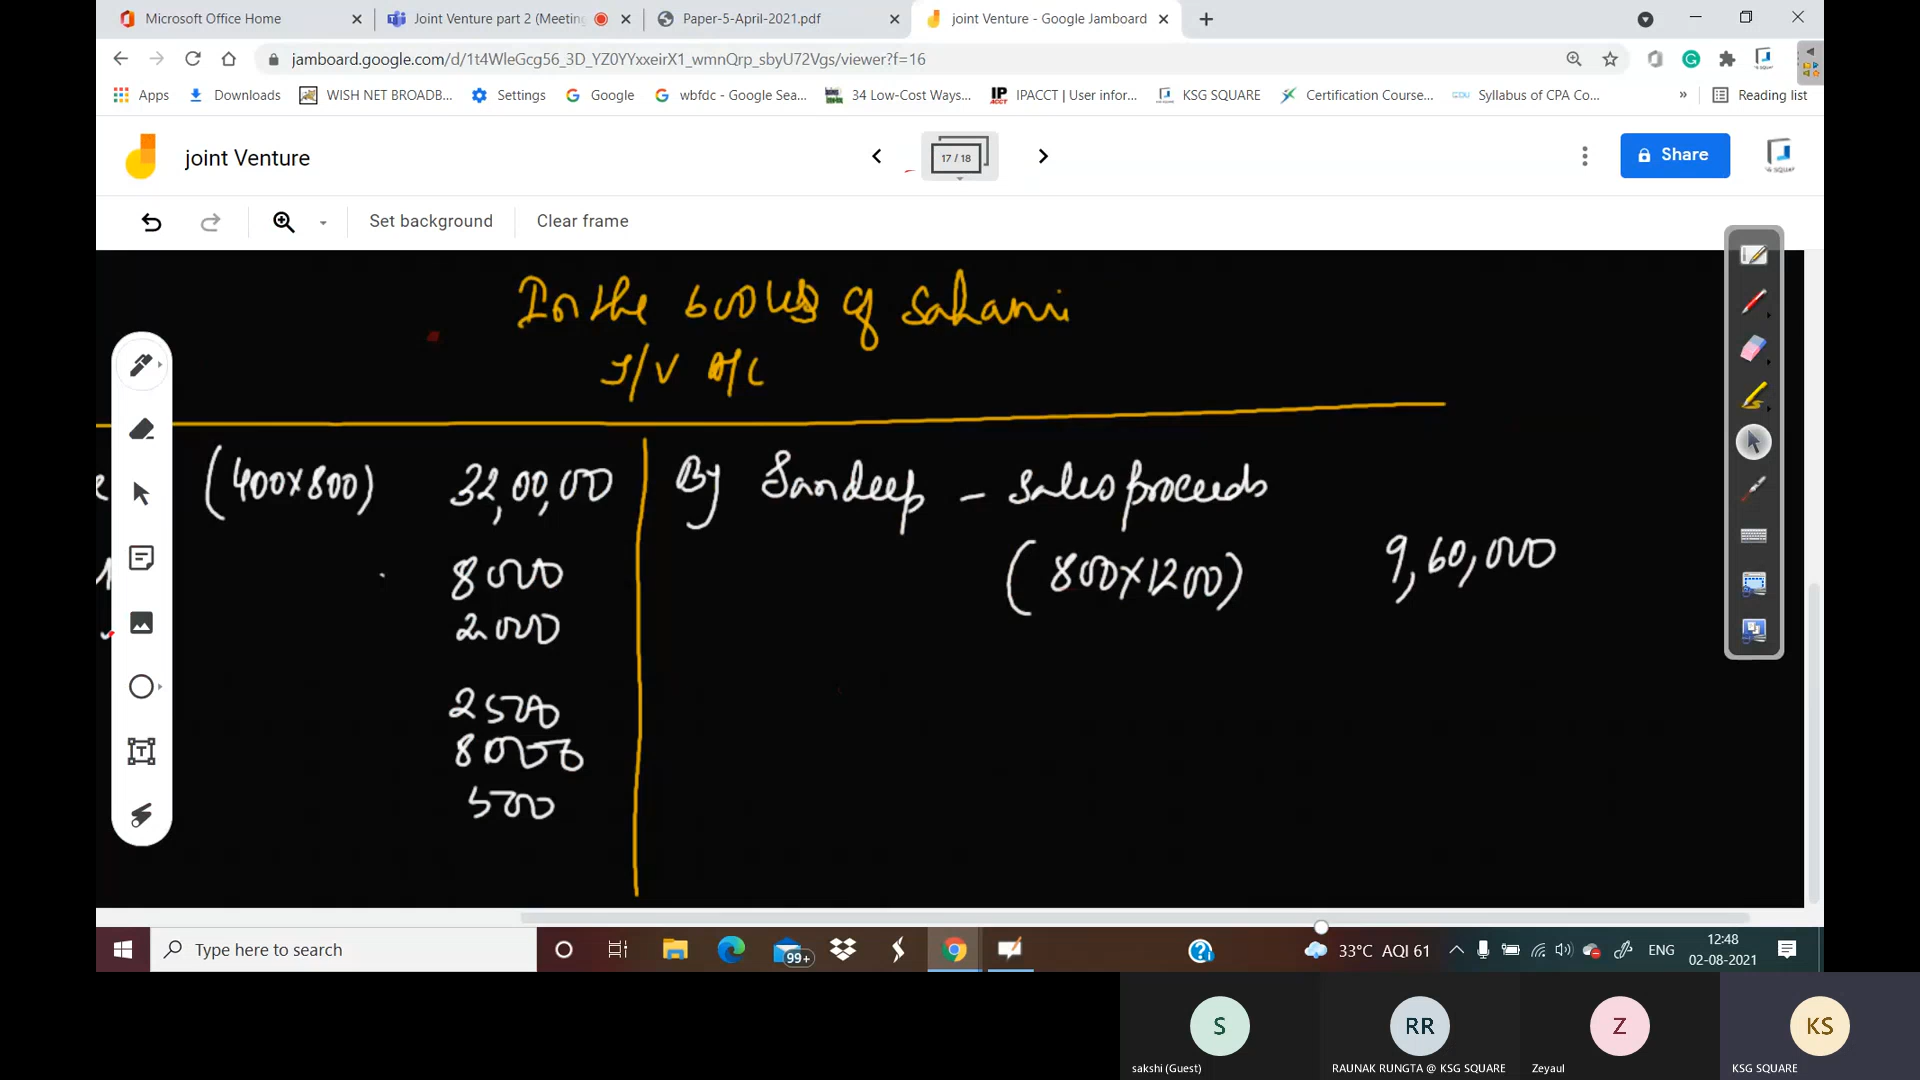 Microsoft Office Home
Joint Venture part 2 (Meetin
Paper-5-April-2021.pdf
joint Venture - Google Jamboard
jamboard.google.com/d/1t4WleGcg56_3D_YZ0YYxxeirX1_wmnQrp_sbyU72Vgs/viewer?f=16
Apps
Downloads
WISH NET BROADB...
Settings
Google
wbfdc - Google Sea...
34 Low-Cost Ways...
IPACCT | User infor...
KSG SQUARE
Certification Course...
Syllabus of CPA Co...
»
Reading list
joint Venture
17 / 18
Share
Set background
Clear frame
In the books of Sahani
J/V A/C
(400x800) 32,00,00
By Sandeep - Sales proceeds
(800x1200) 9,60,000
8000
2000
2500
8000
500
Type here to search
99+
33°C AQI 61
ENG
12:48
02-08-2021
S
RR
Z
KS
sakshi (Guest)
RAUNAK RUNGTA @ KSG SQUARE
Zeyaul
KSG SQUARE